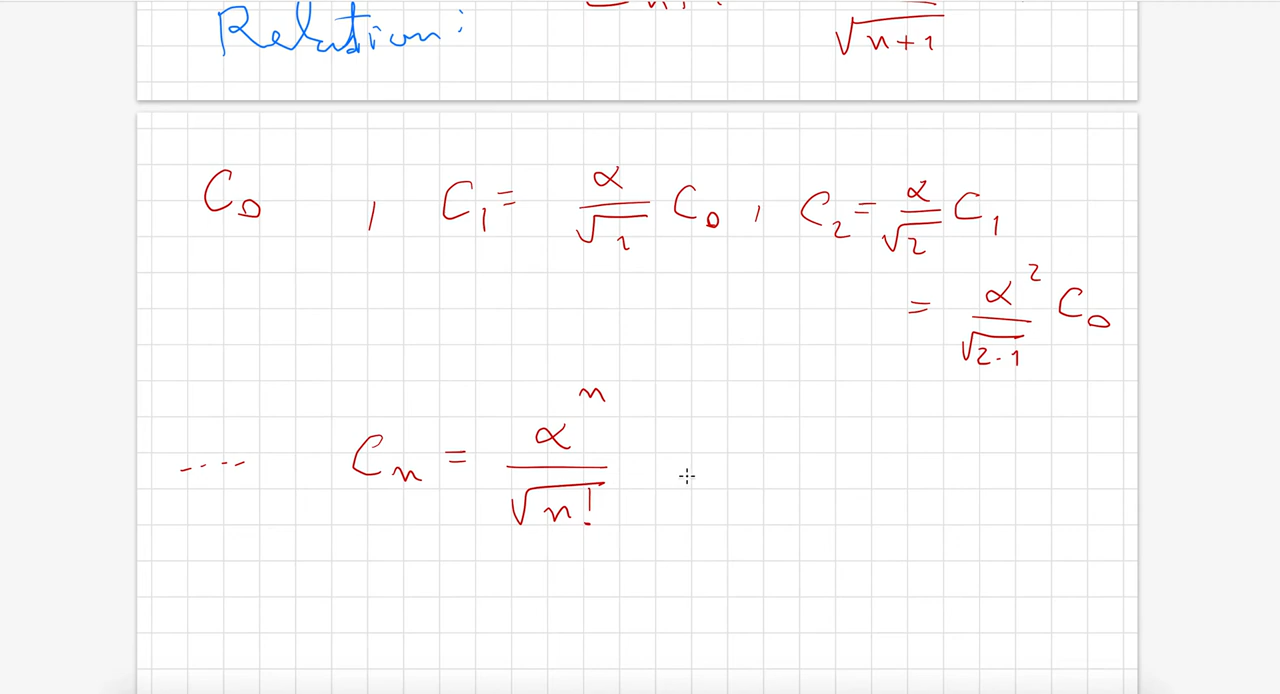 Relation:
√n+1
C₀ , C₁ = α/√1 C₀ , C₂ = α/√2 C₁
= α²/√2·1 C₀
---- Cₙ = αⁿ/√n!